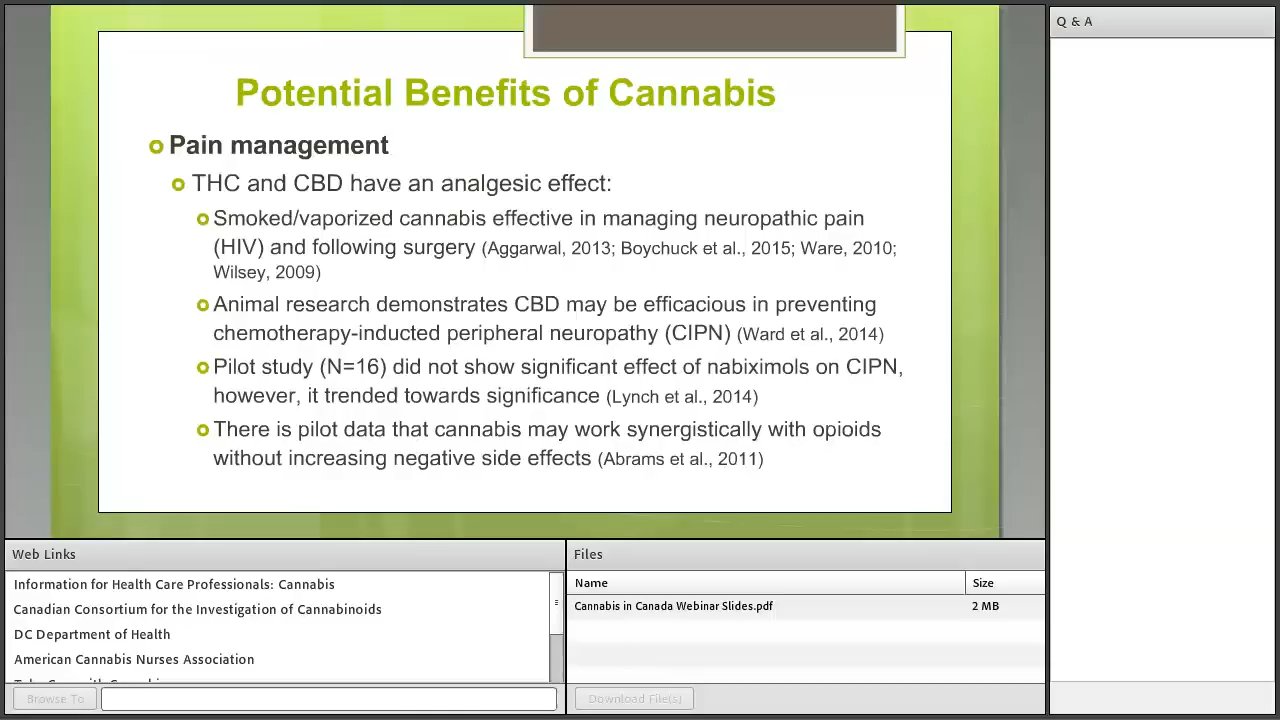 Potential Benefits of Cannabis
Pain management
THC and CBD have an analgesic effect:
Smoked/vaporized cannabis effective in managing neuropathic pain
(HIV) and following surgery (Aggarwal, 2013; Boychuck et al., 2015; Ware, 2010;
Wilsey, 2009)
Animal research demonstrates CBD may be efficacious in preventing
chemotherapy-inducted peripheral neuropathy (CIPN) (Ward et al., 2014)
Pilot study (N=16) did not show significant effect of nabiximols on CIPN,
however, it trended towards significance (Lynch et al., 2014)
There is pilot data that cannabis may work synergistically with opioids
without increasing negative side effects (Abrams et al., 2011)
Q & A
Web Links
Information for Health Care Professionals: Cannabis
Canadian Consortium for the Investigation of Cannabinoids
DC Department of Health
American Cannabis Nurses Association
Browse To
Files
Name Size
Cannabis in Canada Webinar Slides.pdf 2 MB
Download File(s)